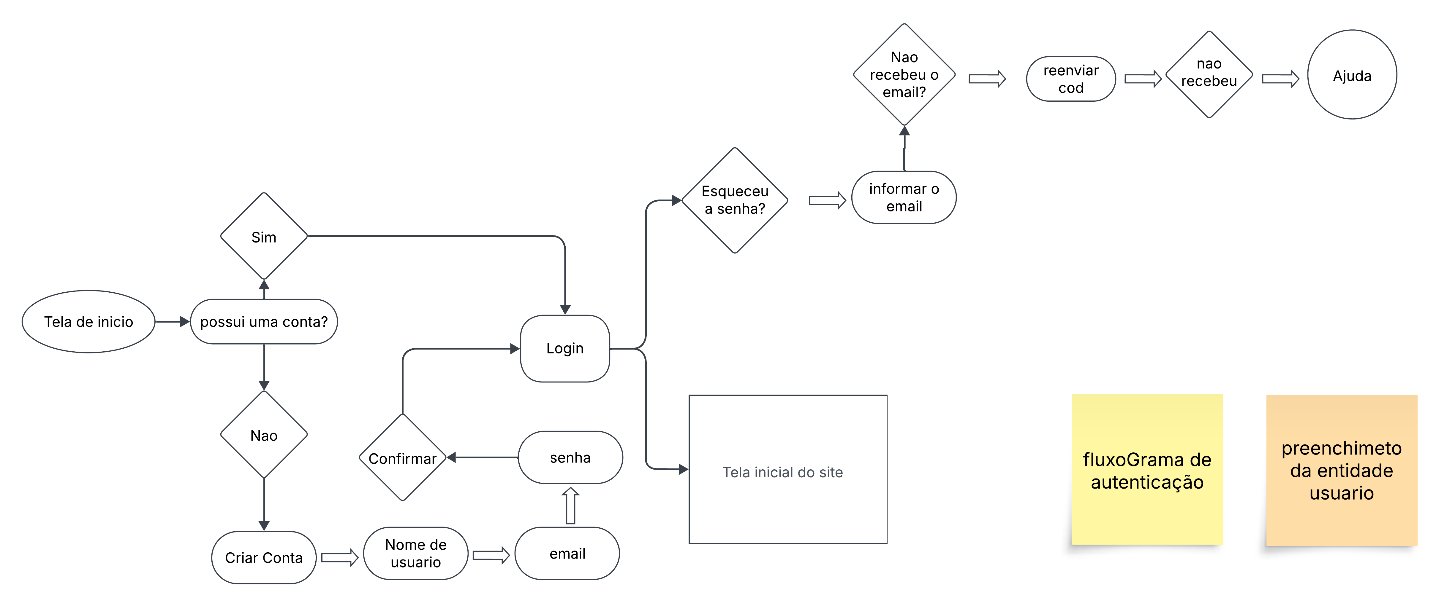 Nao
recebeu o
email?
reenviar
cod
nao
recebeu
Ajuda
Esqueceu
a senha?
informar o
email
Sim
Tela de inicio
possui uma conta?
Login
Nao
Confirmar
senha
Tela inicial do site
Criar Conta
Nome de
usuario
email
fluxoGrama de
autenticação
preenchimeto
da entidade
usuario